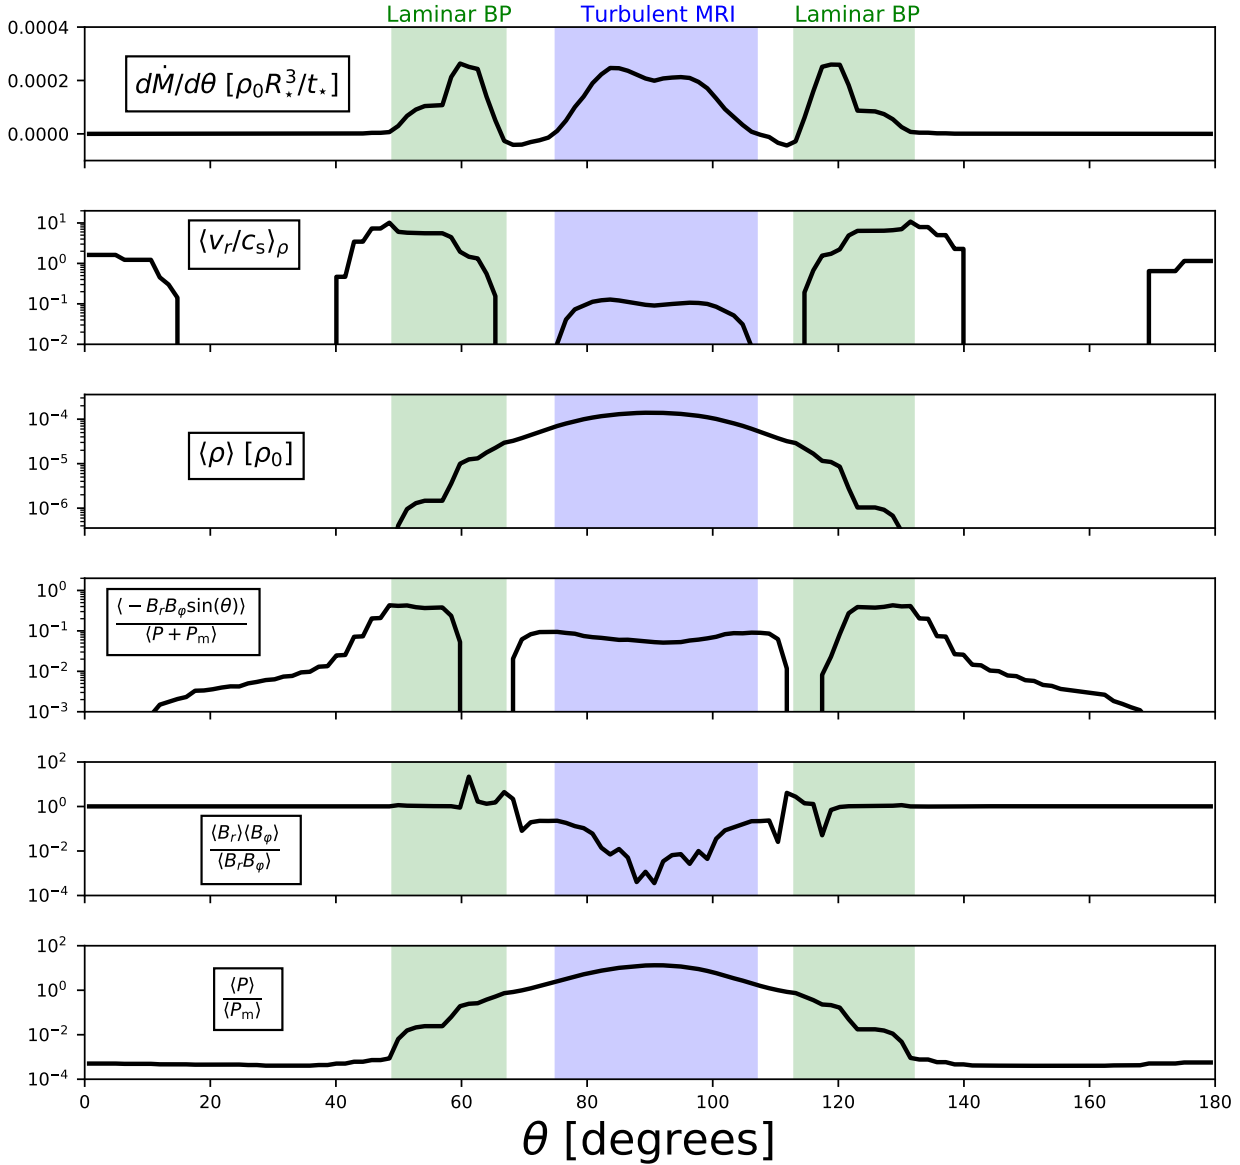 Laminar BP Turbulent MRI Laminar BP
0.0004
0.0002
0.0000
dṀ/dθ [ρ₀R⋆³/t⋆]
10¹
10⁰
10⁻¹
10⁻²
⟨v_r/c_s⟩_ρ
10⁻⁴
10⁻⁵
10⁻⁶
⟨ρ⟩ [ρ₀]
10⁰
10⁻¹
10⁻²
10⁻³
⟨−B_rB_φsin(θ)⟩
⟨P + P_m⟩
10²
10⁰
10⁻²
10⁻⁴
⟨B_r⟩⟨B_φ⟩
⟨B_rB_φ⟩
10²
10⁰
10⁻²
10⁻⁴
⟨P⟩
⟨P_m⟩
0 20 40 60 80 100 120 140 160 180
θ [degrees]